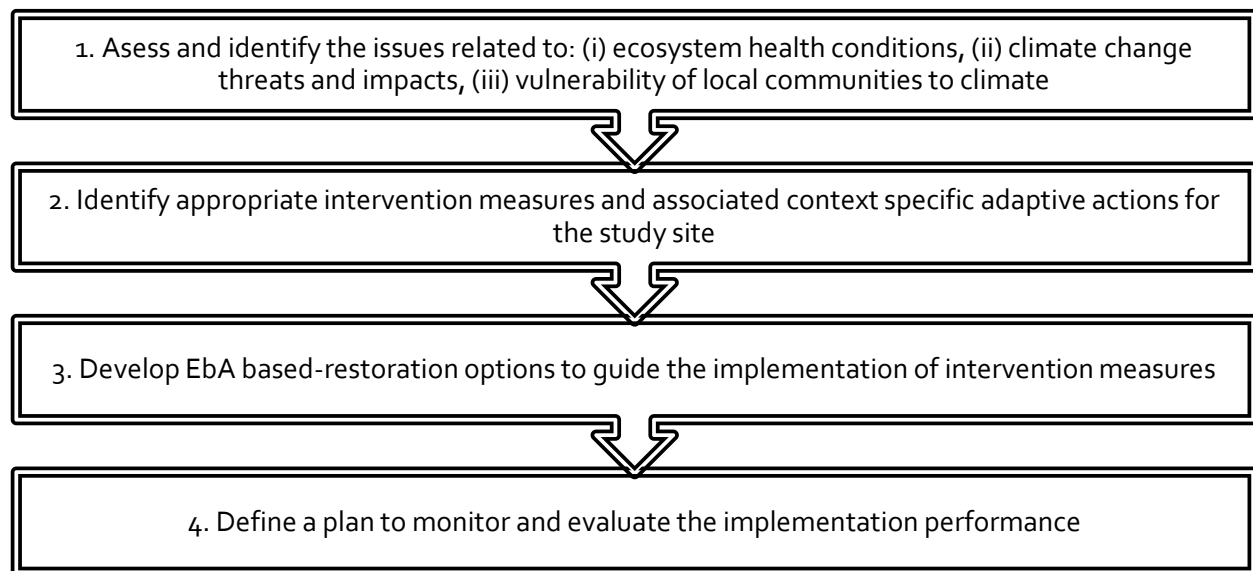 1. Asess and identify the issues related to: (i) ecosystem health conditions, (ii) climate change
threats and impacts, (iii) vulnerability of local communities to climate
2. Identify appropriate intervention measures and associated context specific adaptive actions for
the study site
3. Develop EbA based-restoration options to guide the implementation of intervention measures
4. Define a plan to monitor and evaluate the implementation performance